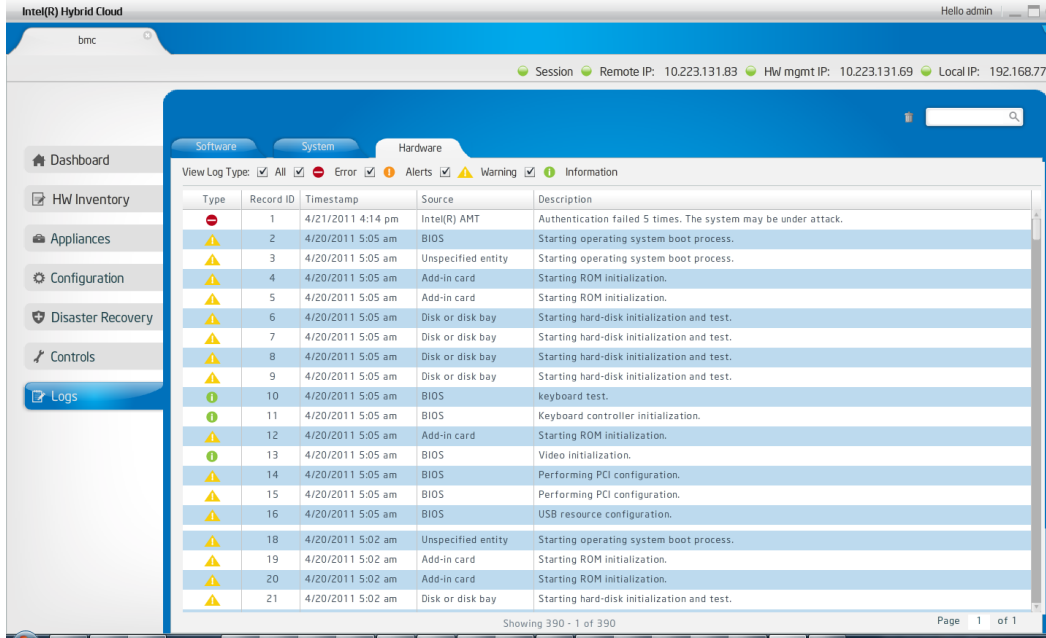 Intel(R) Hybrid Cloud Hello admin
bmc
Session Remote IP: 10.223.131.83 HW mgmt IP: 10.223.131.69 Local IP: 192.168.77
Software System Hardware
View Log Type: All Error Alerts Warning Information
Dashboard
HW Inventory
Appliances
Configuration
Disaster Recovery
Controls
Logs
Type Record ID Timestamp Source Description
1 4/21/2011 4:14 pm Intel(R) AMT Authentication failed 5 times. The system may be under attack.
2 4/20/2011 5:05 am BIOS Starting operating system boot process.
3 4/20/2011 5:05 am Unspecified entity Starting operating system boot process.
4 4/20/2011 5:05 am Add-in card Starting ROM initialization.
5 4/20/2011 5:05 am Add-in card Starting ROM initialization.
6 4/20/2011 5:05 am Disk or disk bay Starting hard-disk initialization and test.
7 4/20/2011 5:05 am Disk or disk bay Starting hard-disk initialization and test.
8 4/20/2011 5:05 am Disk or disk bay Starting hard-disk initialization and test.
9 4/20/2011 5:05 am Disk or disk bay Starting hard-disk initialization and test.
10 4/20/2011 5:05 am BIOS keyboard test.
11 4/20/2011 5:05 am BIOS Keyboard controller initialization.
12 4/20/2011 5:05 am Add-in card Starting ROM initialization.
13 4/20/2011 5:05 am BIOS Video initialization.
14 4/20/2011 5:05 am BIOS Performing PCI configuration.
15 4/20/2011 5:05 am BIOS Performing PCI configuration.
16 4/20/2011 5:05 am BIOS USB resource configuration.
18 4/20/2011 5:02 am Unspecified entity Starting operating system boot process.
19 4/20/2011 5:02 am Add-in card Starting ROM initialization.
20 4/20/2011 5:02 am Add-in card Starting ROM initialization.
21 4/20/2011 5:02 am Disk or disk bay Starting hard-disk initialization and test.
Showing 390 - 1 of 390 Page 1 of 1